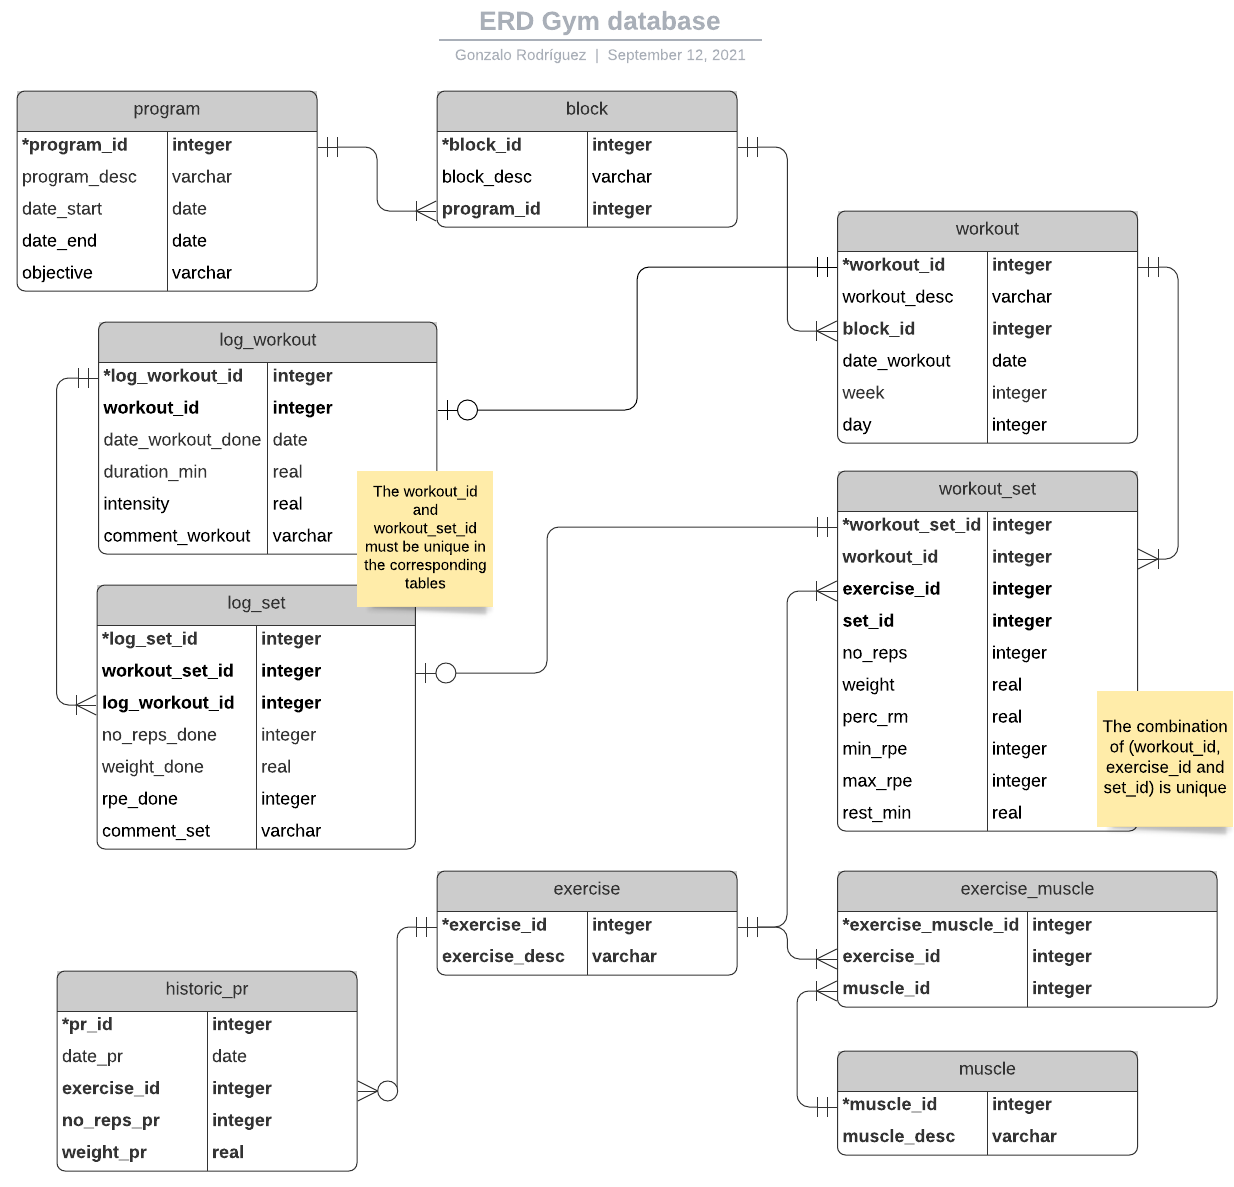 ERD Gym database
Gonzalo Rodríguez | September 12, 2021
program
*program_id integer
program_desc varchar
date_start date
date_end date
objective varchar
block
*block_id integer
block_desc varchar
program_id integer
workout
*workout_id integer
workout_desc varchar
block_id integer
date_workout date
week integer
day integer
log_workout
*log_workout_id integer
workout_id integer
date_workout_done date
duration_min real
intensity real
comment_workout varchar
The workout_id
and
workout_set_id
must be unique in
the corresponding
tables
workout_set
*workout_set_id integer
workout_id integer
exercise_id integer
set_id integer
no_reps integer
weight real
perc_rm real
min_rpe integer
max_rpe integer
rest_min real
The combination
of (workout_id,
exercise_id and
set_id) is unique
log_set
*log_set_id integer
workout_set_id integer
log_workout_id integer
no_reps_done integer
weight_done real
rpe_done integer
comment_set varchar
exercise
*exercise_id integer
exercise_desc varchar
exercise_muscle
*exercise_muscle_id integer
exercise_id integer
muscle_id integer
historic_pr
*pr_id integer
date_pr date
exercise_id integer
no_reps_pr integer
weight_pr real
muscle
*muscle_id integer
muscle_desc varchar